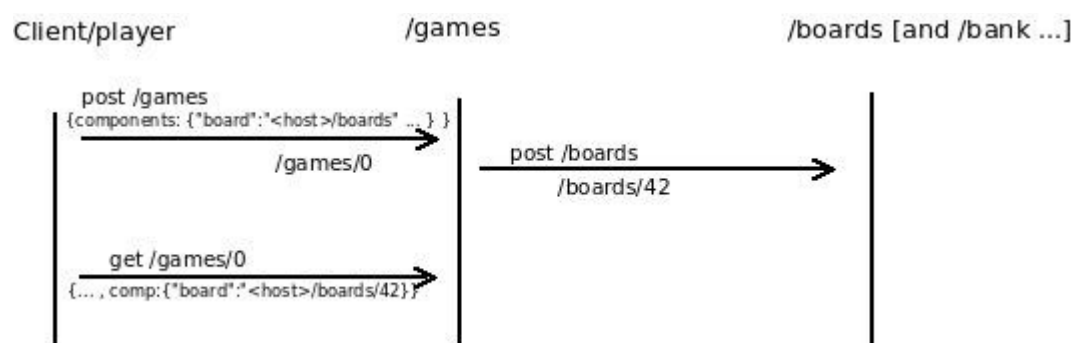 Client/player
/games
/boards [and /bank ...]
post /games
{components: {"board":"<host>/boards" ... } }
/games/0
post /boards
/boards/42
get /games/0
{... , comp:{"board":"<host>/boards/42}}